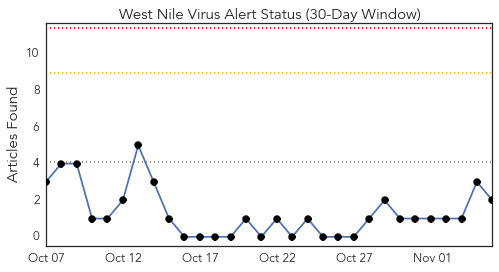 West Nile Virus Alert Status (30-Day Window)
Articles Found
10
8
6
4
2
0
Oct 07
Oct 12
Oct 17
Oct 22
Oct 27
Nov 01